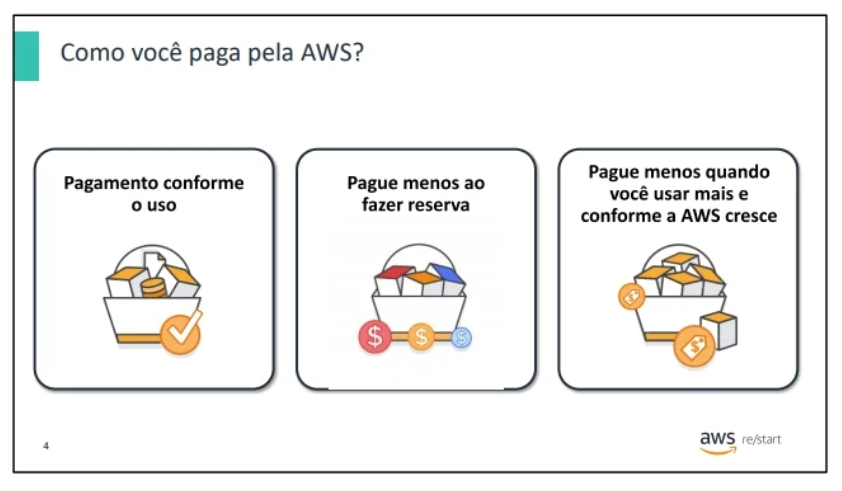 Como você paga pela AWS?
Pagamento conforme
o uso
Pague menos ao
fazer reserva
Pague menos quando
você usar mais e
conforme a AWS cresce
$ $ $
$
$
4
aws re/start